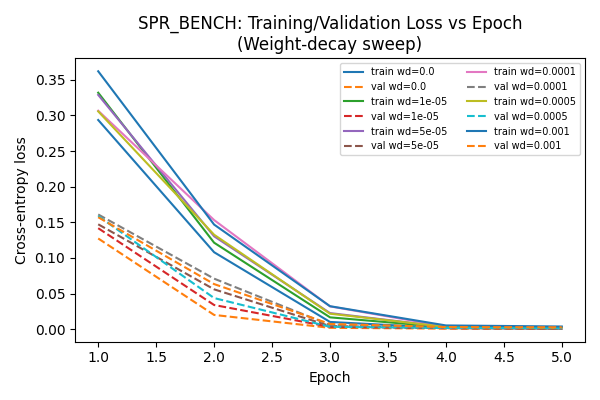 SPR_BENCH: Training/Validation Loss vs Epoch
(Weight-decay sweep)
Cross-entropy loss
0.35
0.30
0.25
0.20
0.15
0.10
0.05
0.00
train wd=0.0
val wd=0.0
train wd=1e-05
val wd=1e-05
train wd=5e-05
val wd=5e-05
train wd=0.0001
val wd=0.0001
train wd=0.0005
val wd=0.0005
train wd=0.001
val wd=0.001
1.0 1.5 2.0 2.5 3.0 3.5 4.0 4.5 5.0
Epoch